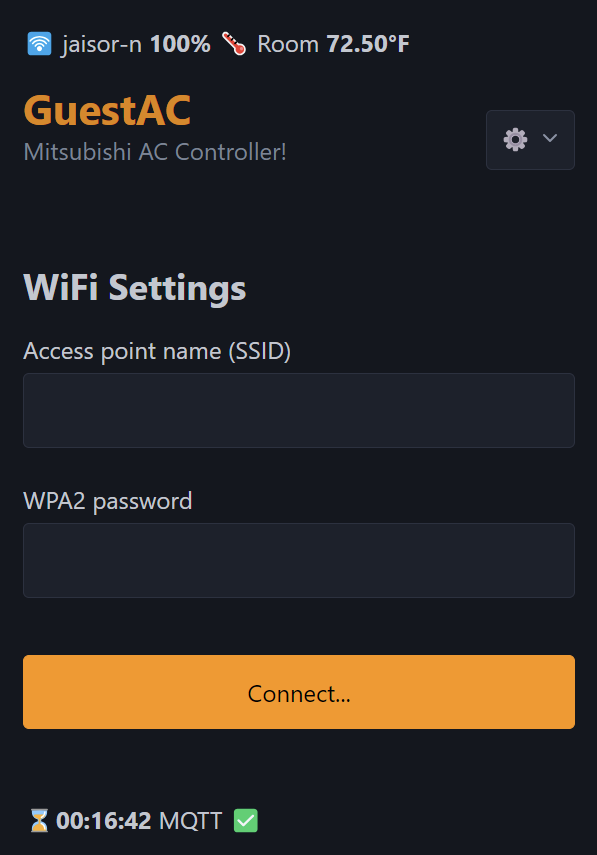 jaisor-n 100% Room 72.50°F
GuestAC
Mitsubishi AC Controller!
WiFi Settings
Access point name (SSID)
WPA2 password
Connect...
00:16:42 MQTT